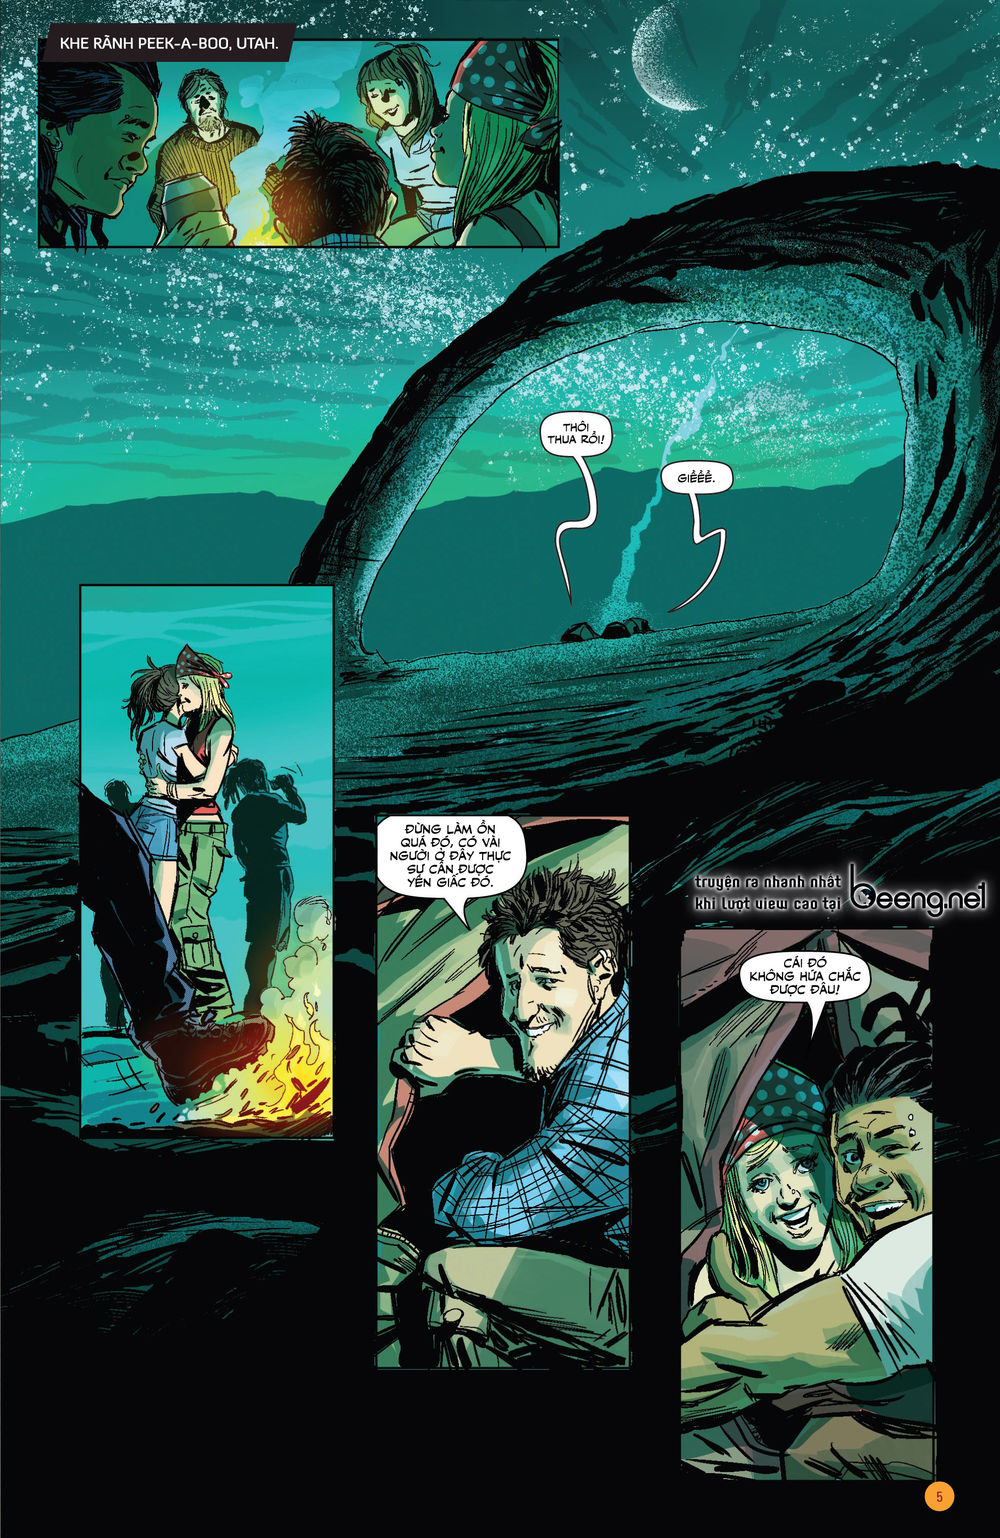 KHE RÃNH PEEK-A-BOO, UTAH.
THÔI
THUA RỒI!
GIỀỀỀ.
ĐỪNG LÀM ỒN
QUÁ ĐÓ, CÓ VÀI
NGƯỜI Ở ĐÂY THỰC
SỰ CẦN ĐƯỢC
YÊN GIẤC ĐÓ.
truyện ra nhanh nhất
khi lượt view cao tại
beeng.net
CÁI ĐÓ
KHÔNG HỨA CHẮC
ĐƯỢC ĐÂU!
5